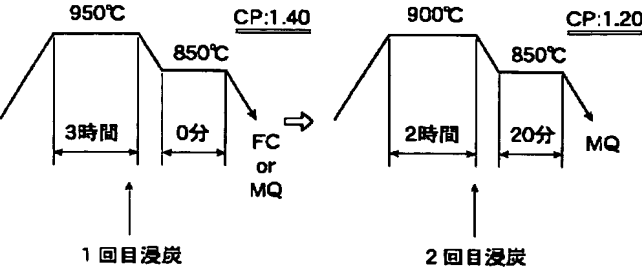 950℃
CP:1.40
850℃
3時間
0分
FC
or
MQ
1回目浸炭
900℃
CP:1.20
850℃
2時間
20分
MQ
2回目浸炭